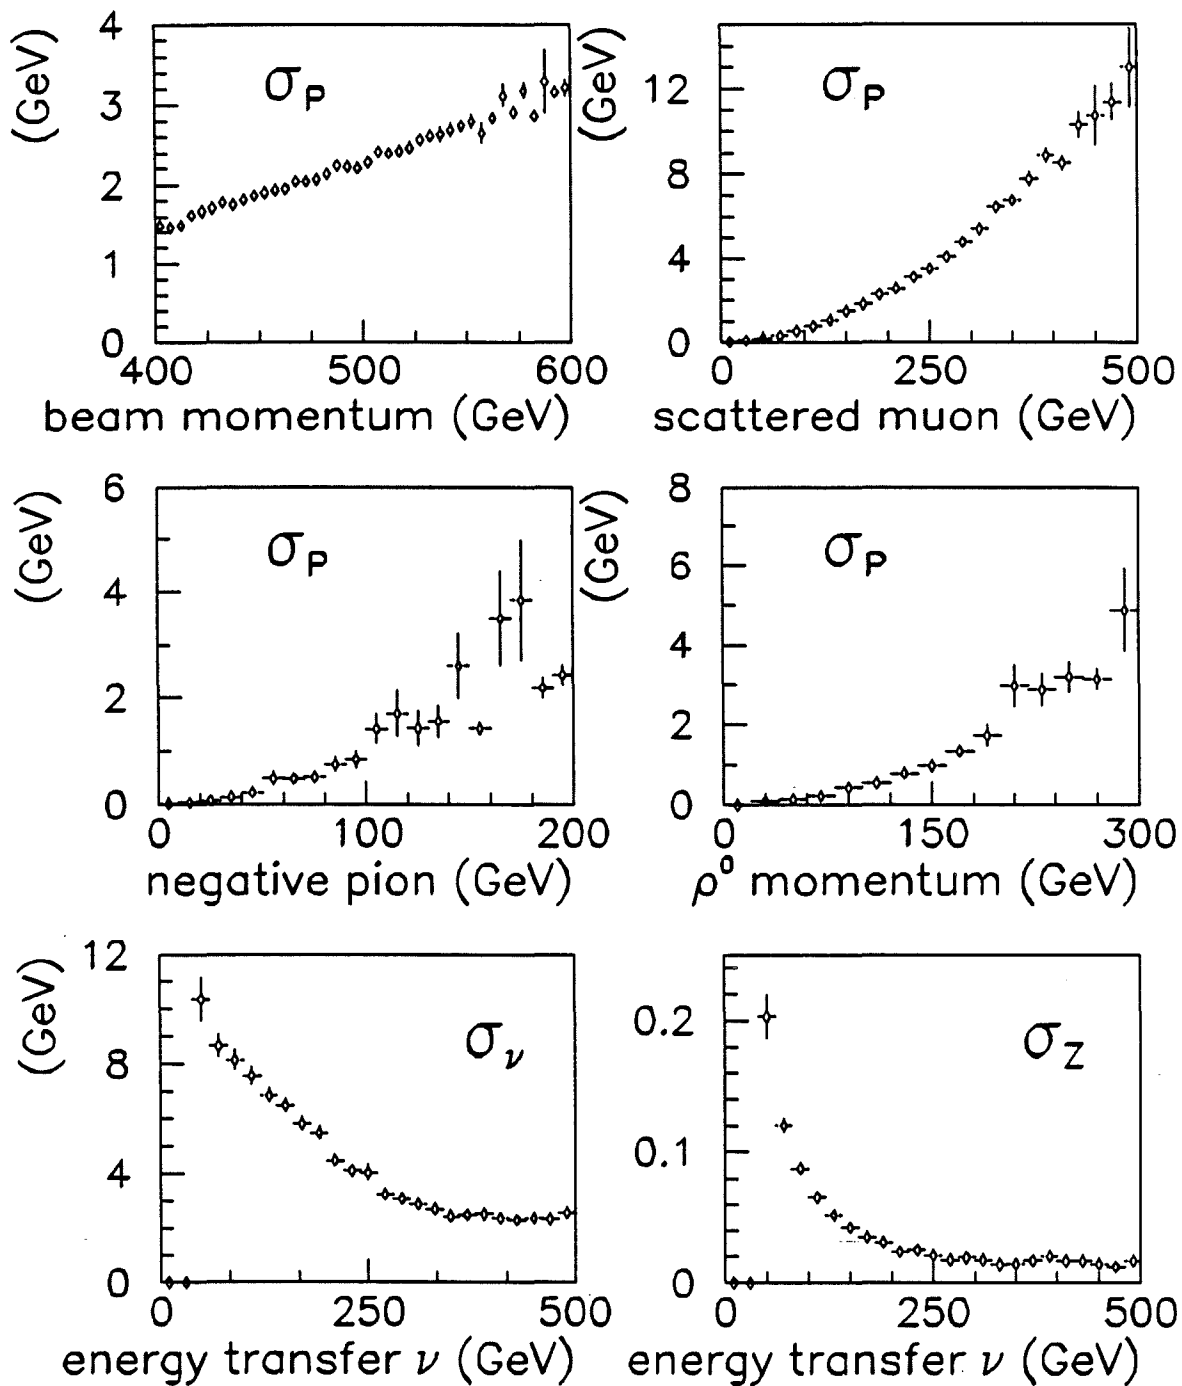 4
3
2
1
0
(GeV)
σP
400
500
600
beam momentum (GeV)
12
8
4
0
(GeV)
σP
0
250
500
scattered muon (GeV)
6
4
2
0
(GeV)
σP
0
100
200
negative pion (GeV)
8
6
4
2
0
(GeV)
σP
0
150
300
ρ⁰ momentum (GeV)
12
8
4
0
(GeV)
σν
0
250
500
energy transfer ν (GeV)
0.2
0.1
0
σZ
0
250
500
energy transfer ν (GeV)